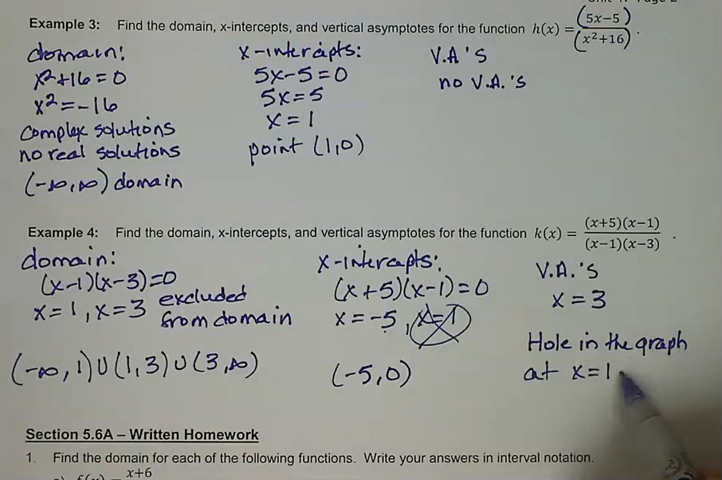 Example 3: Find the domain, x-intercepts, and vertical asymptotes for the function h(x) = (5x-5)/(x²+16).
domain:
x²+16=0
x²=-16
complex solutions
no real solutions
(-∞,∞) domain
x-intercepts:
5x-5=0
5x=5
x=1
point (1,0)
V.A.'s
no V.A.'s
Example 4: Find the domain, x-intercepts, and vertical asymptotes for the function k(x) = (x+5)(x-1)/(x-1)(x-3) .
domain:
(x-1)(x-3)=0
x=1, x=3 excluded
from domain
(-∞,1)∪(1,3)∪(3,∞)
x-intercepts:
(x+5)(x-1)=0
x=-5, x=1
(-5,0)
V.A.'s
x=3
Hole in the graph
at x=1
Section 5.6A – Written Homework
1. Find the domain for each of the following functions. Write your answers in interval notation.
x+6